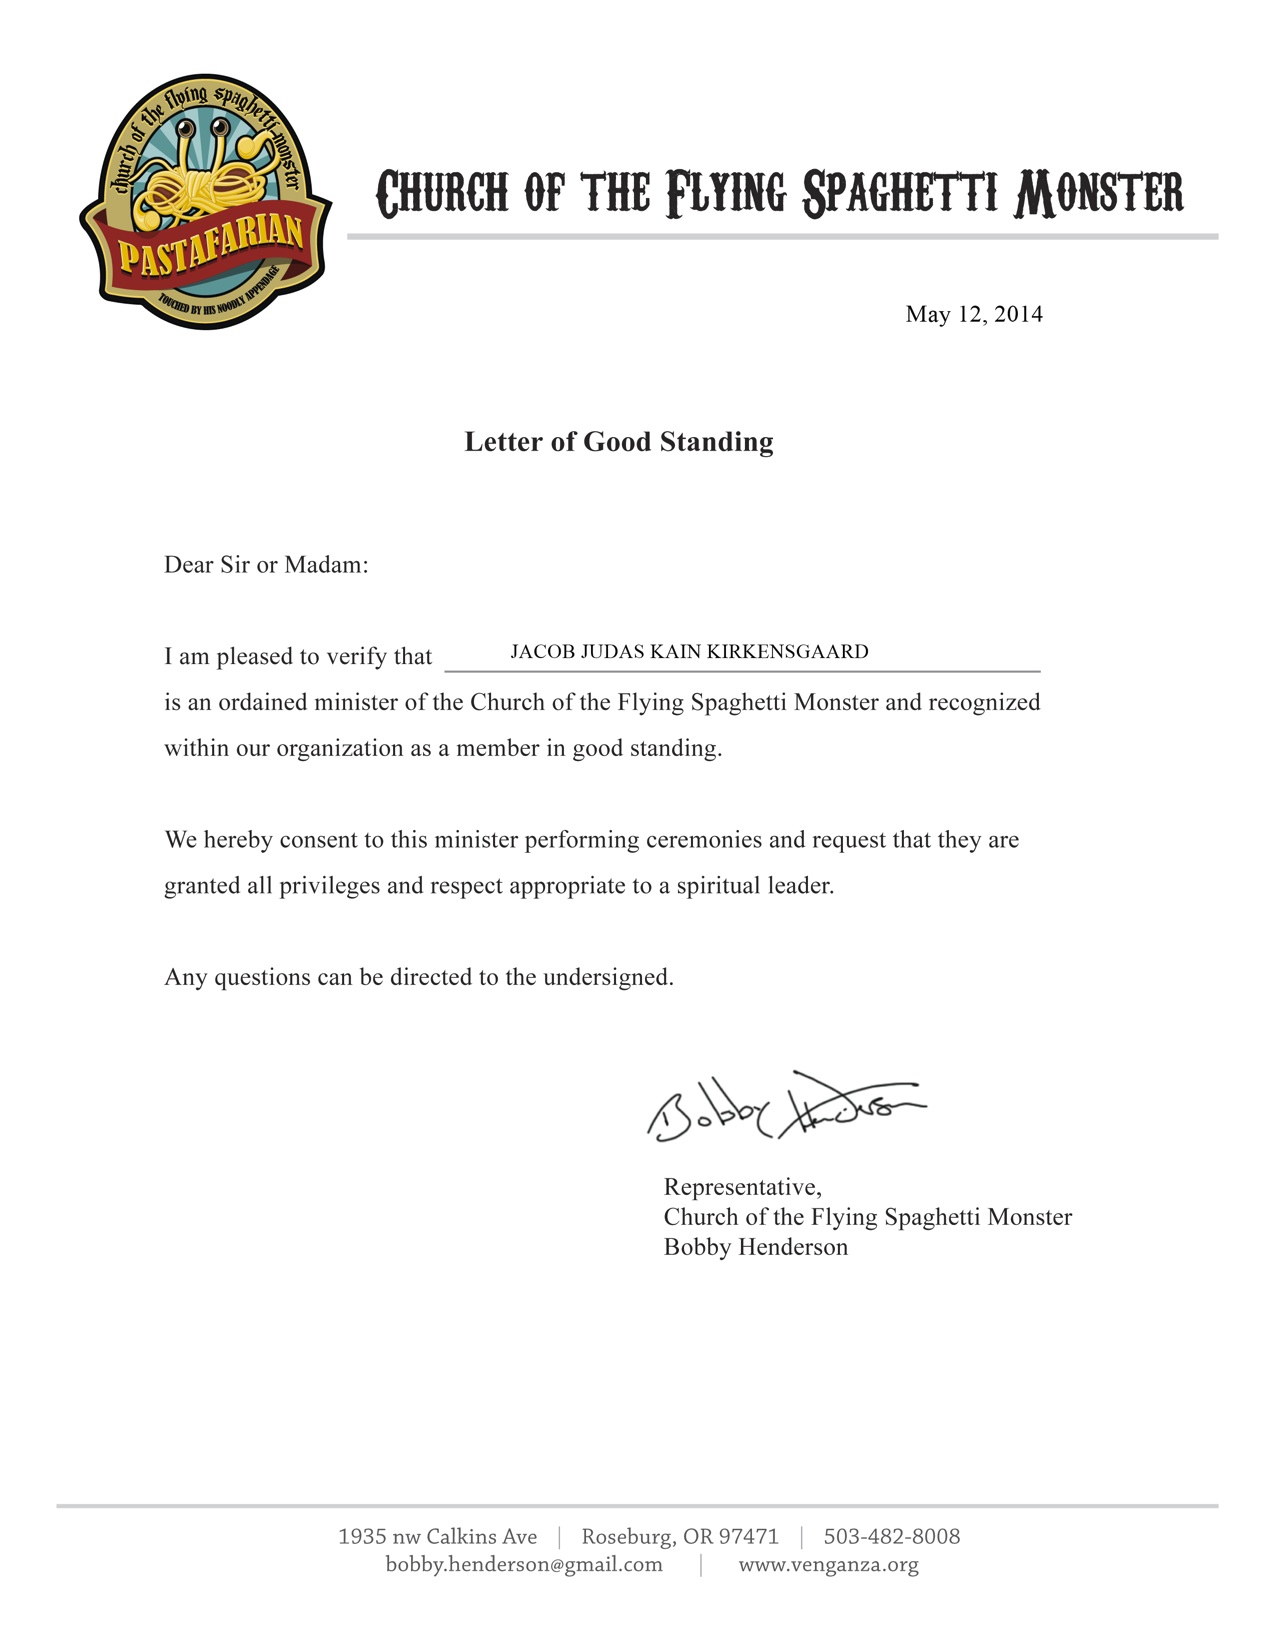 church of the flying spaghetti monster
PASTAFARIAN
TOUCHED BY HIS NOODLY APPENDAGE
CHURCH OF THE FLYING SPAGHETTI MONSTER
May 12, 2014
Letter of Good Standing
Dear Sir or Madam:
I am pleased to verify that JACOB JUDAS KAIN KIRKENSGAARD
is an ordained minister of the Church of the Flying Spaghetti Monster and recognized
within our organization as a member in good standing.
We hereby consent to this minister performing ceremonies and request that they are
granted all privileges and respect appropriate to a spiritual leader.
Any questions can be directed to the undersigned.
Bobby Henderson
Representative,
Church of the Flying Spaghetti Monster
Bobby Henderson
1935 nw Calkins Ave | Roseburg, OR 97471 | 503-482-8008
bobby.henderson@gmail.com | www.venganza.org